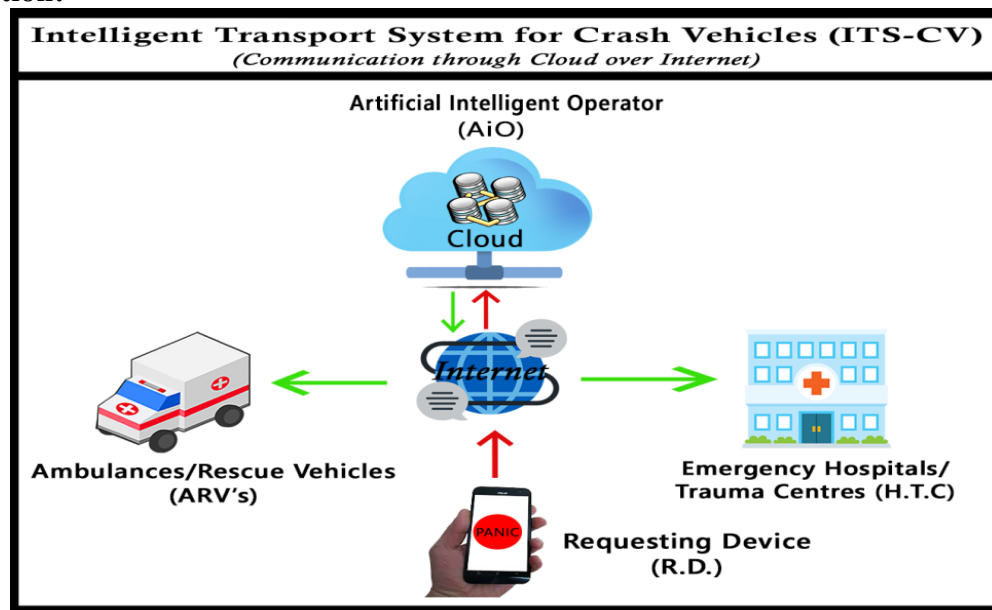 Intelligent Transport System for Crash Vehicles (ITS-CV)
(Communication through Cloud over Internet)
Artificial Intelligent Operator
(AiO)
Cloud
Internet
Ambulances/Rescue Vehicles
(ARV's)
Emergency Hospitals/
Trauma Centres (H.T.C)
PANIC
Requesting Device
(R.D.)